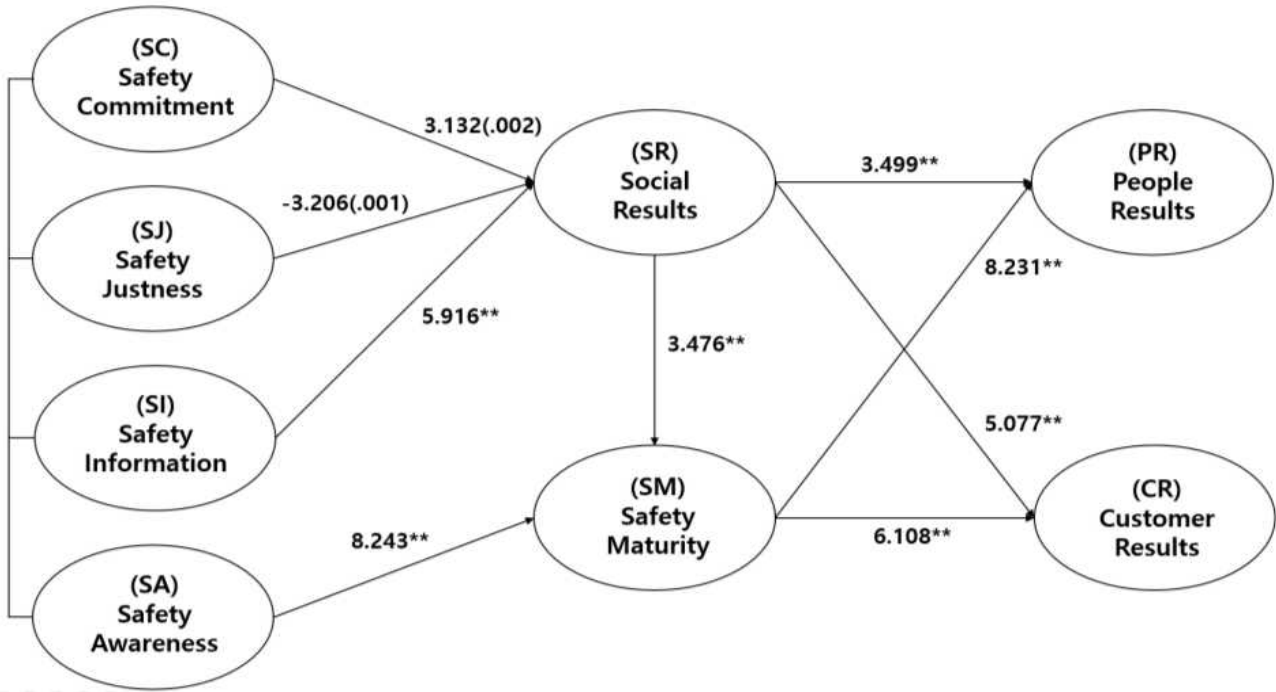 (SC)
Safety
Commitment
3.132(.002)
(SR)
Social
Results
3.499**
(PR)
People
Results
-3.206(.001)
(SJ)
Safety
Justness
8.231**
5.916**
3.476**
(SI)
Safety
Information
5.077**
(SM)
Safety
Maturity
(CR)
Customer
Results
6.108**
8.243**
(SA)
Safety
Awareness